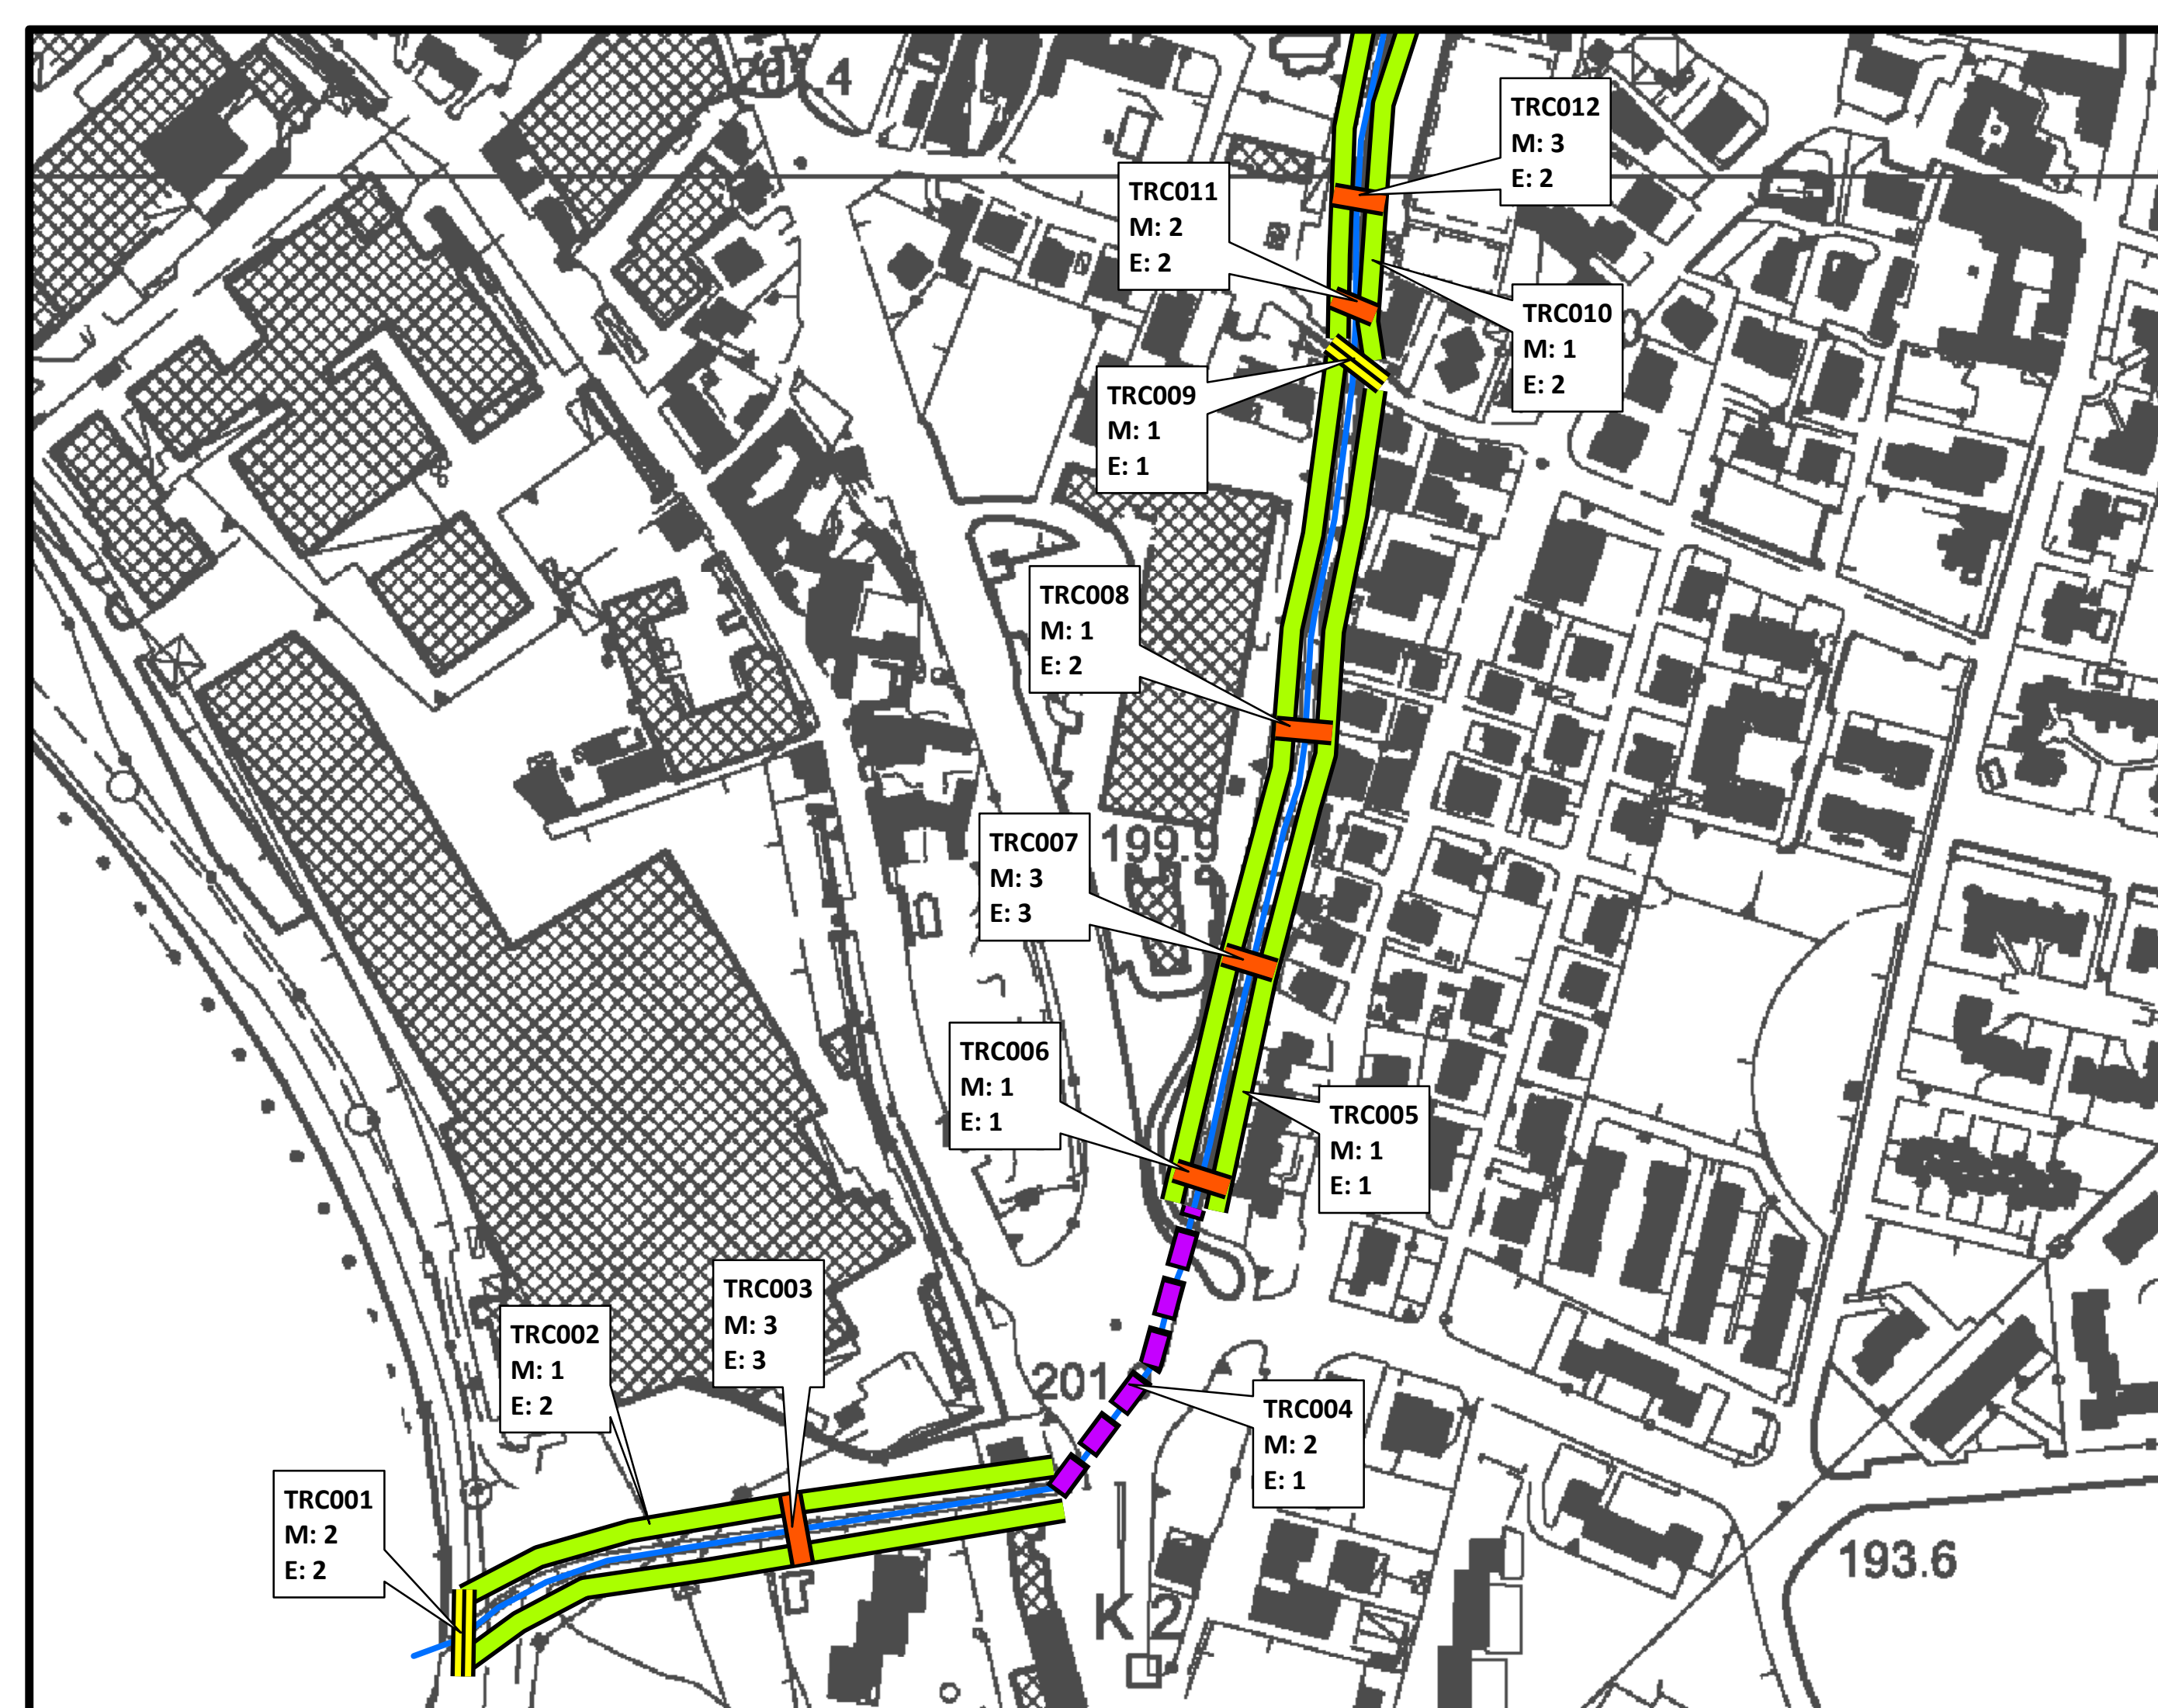 TRC012
M: 3
E: 2
TRC011
M: 2
E: 2
TRC010
M: 1
E: 2
TRC009
M: 1
E: 1
TRC008
M: 1
E: 2
TRC007
M: 3
E: 3
199.9
TRC006
M: 1
E: 1
TRC005
M: 1
E: 1
TRC003
M: 3
E: 3
TRC002
M: 1
E: 2
201
TRC004
M: 2
E: 1
TRC001
M: 2
E: 2
193.6
K 2